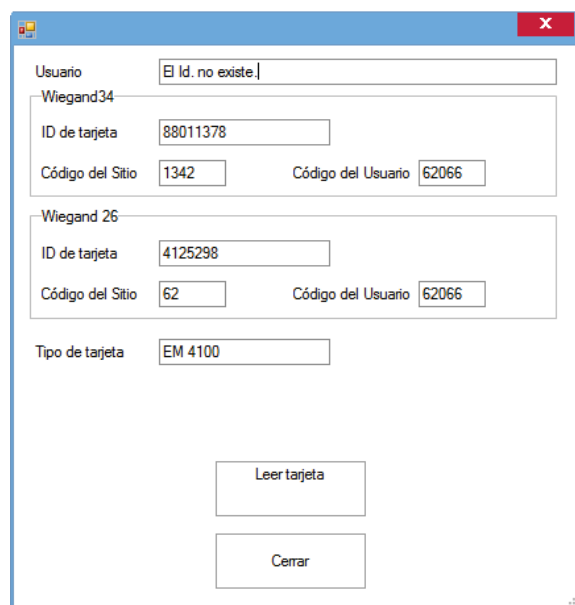 X
Usuario El Id. no existe.
Wiegand34
ID de tarjeta 88011378
Código del Sitio 1342 Código del Usuario 62066
Wiegand 26
ID de tarjeta 4125298
Código del Sitio 62 Código del Usuario 62066
Tipo de tarjeta EM 4100
Leer tarjeta
Cerrar